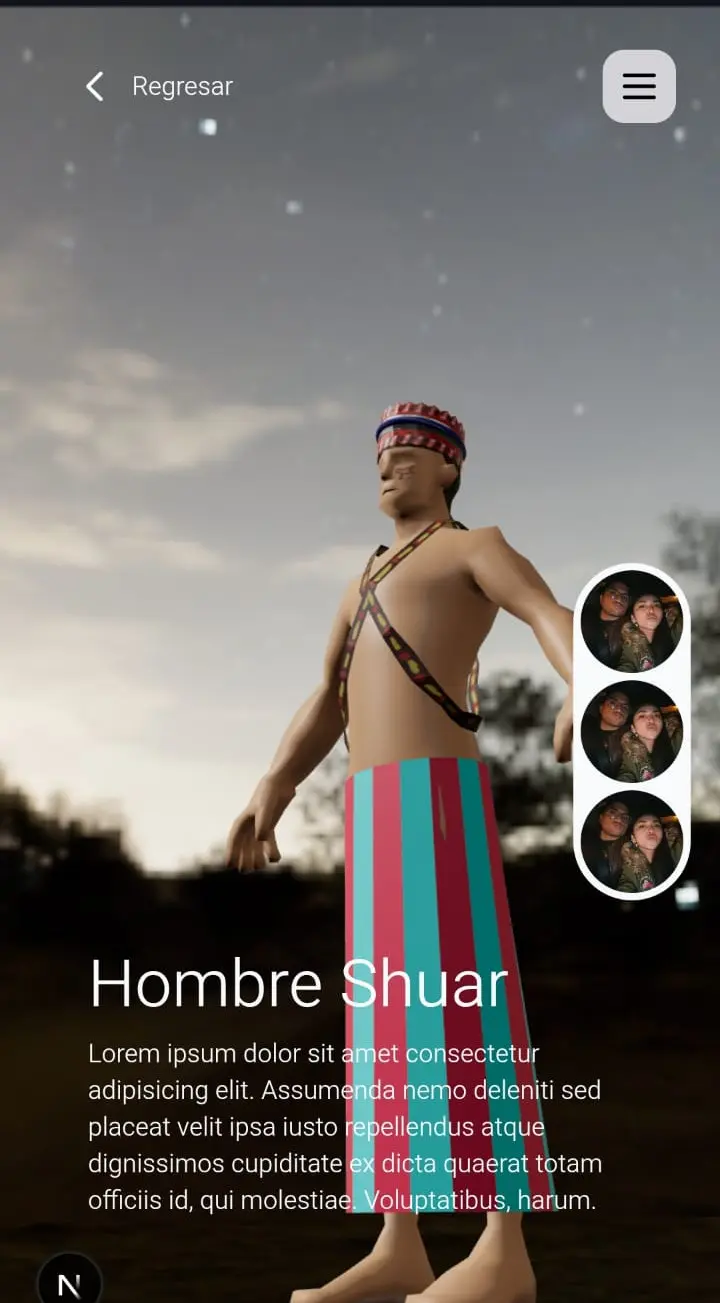 Regresar
Hombre Shuar
Lorem ipsum dolor sit amet consectetur
adipisicing elit. Assumenda nemo deleniti sed
placeat velit ipsa iusto repellendus atque
dignissimos cupiditate ex dicta quaerat totam
officiis id, qui molestiae. Voluptatibus, harum.
N